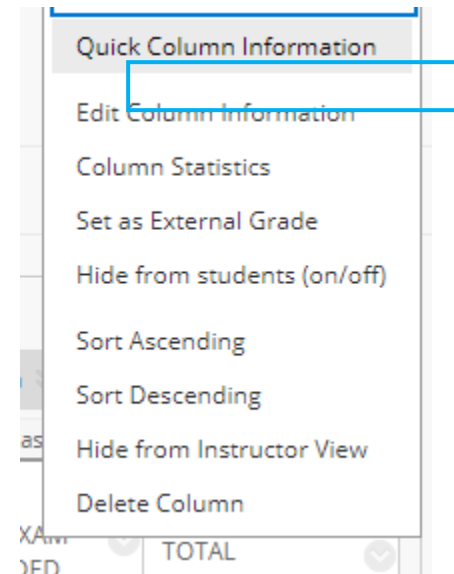 Quick Column Information
Edit Column Information
Column Statistics
Set as External Grade
Hide from students (on/off)
Sort Ascending
Sort Descending
as
Hide from Instructor View
Delete Column
TOTAL